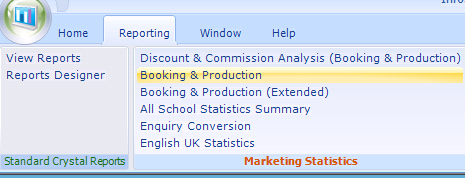 Infor
Home Reporting Window Help
View Reports
Reports Designer
Standard Crystal Reports
Discount & Commission Analysis (Booking & Production)
Booking & Production
Booking & Production (Extended)
All School Statistics Summary
Enquiry Conversion
English UK Statistics
Marketing Statistics